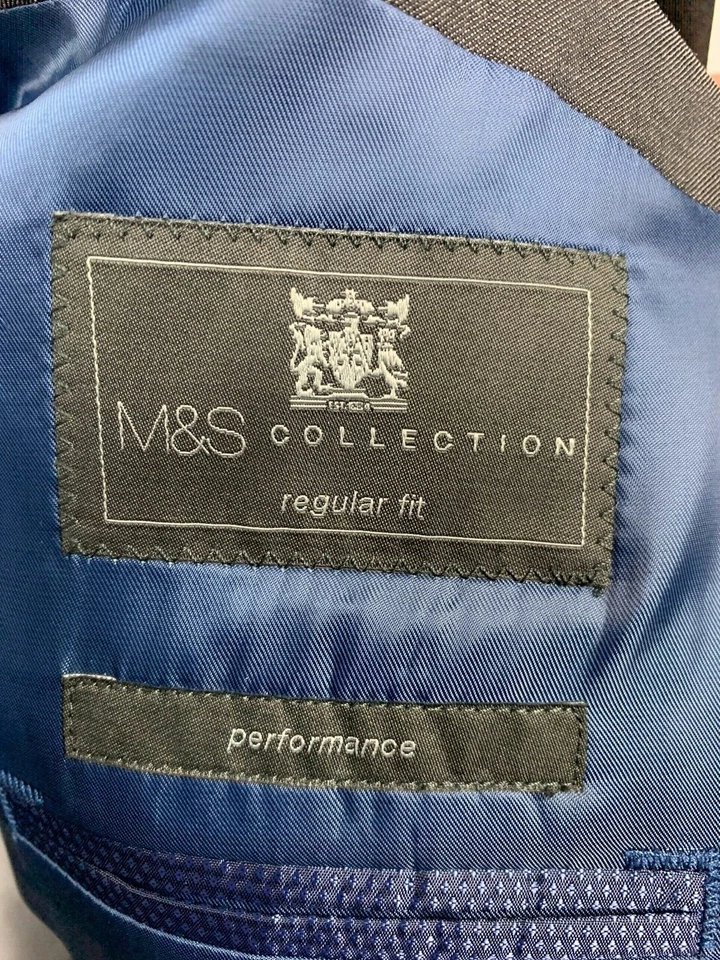 M&S COLLECTION
regular fit
performance